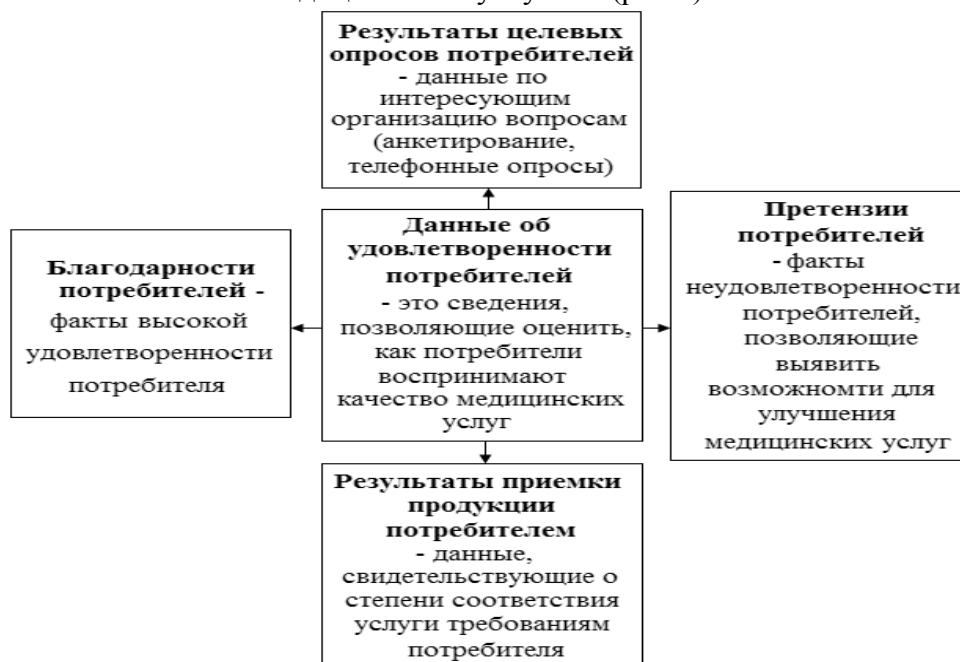 Результаты целевых
опросов потребителей
- данные по
интересующим
организацию вопросам
(анкетирование,
телефонные опросы)
Благодарности
потребителей -
факты высокой
удовлетворенности
потребителя
Данные об
удовлетворенности
потребителей
- это сведения,
позволяющие оценить,
как потребители
воспринимают
качество медицинских
услуг
Претензии
потребителей
- факты
неудовлетворенности
потребителей,
позволяющие
выявить
возможномти для
улучшения
медицинских услуг
Результаты приемки
продукции
потребителем
- данные,
свидетельствующие о
степени соответствия
услуги требованиям
потребителя